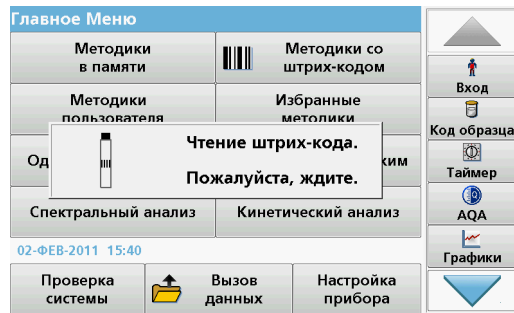 Главное Меню
Методики
в памяти
Методики со
штрих-кодом
Методики
пользователя
Избранные
методики
Чтение штрих-кода.
Пожалуйста, ждите.
Спектральный анализ
Кинетический анализ
02-ФЕВ-2011 15:40
Проверка
системы
Вызов
данных
Настройка
прибора
Вход
Код образца
Таймер
AQA
Графики